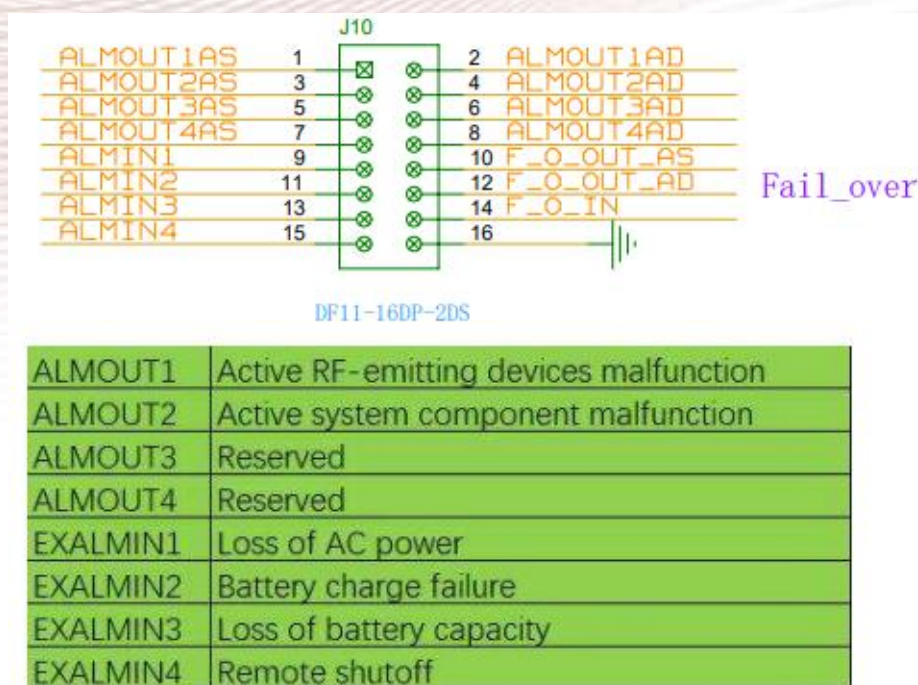 J10
ALMOUT1AS 1 2 ALMOUT1AD
ALMOUT2AS 3 4 ALMOUT2AD
ALMOUT3AS 5 6 ALMOUT3AD
ALMOUT4AS 7 8 ALMOUT4AD
ALMIN1 9 10 F_O_OUT_AS
ALMIN2 11 12 F_O_OUT_AD
Fail_over
ALMIN3 13 14 F_O_IN
ALMIN4 15 16
DF11-16DP-2DS
ALMOUT1 Active RF-emitting devices malfunction
ALMOUT2 Active system component malfunction
ALMOUT3 Reserved
ALMOUT4 Reserved
EXALMIN1 Loss of AC power
EXALMIN2 Battery charge failure
EXALMIN3 Loss of battery capacity
EXALMIN4 Remote shutoff